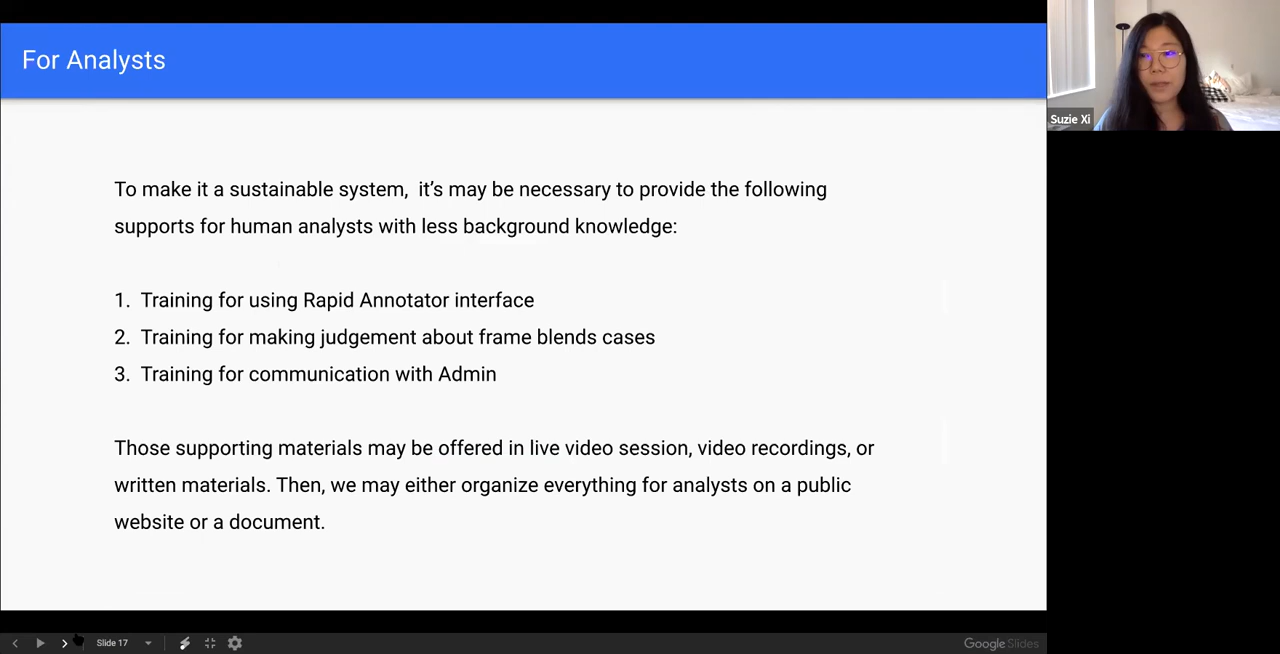 For Analysts
Suzie Xi
To make it a sustainable system, it's may be necessary to provide the following
supports for human analysts with less background knowledge:
1. Training for using Rapid Annotator interface
2. Training for making judgement about frame blends cases
3. Training for communication with Admin
Those supporting materials may be offered in live video session, video recordings, or
written materials. Then, we may either organize everything for analysts on a public
website or a document.
Slide 17
Google Slides